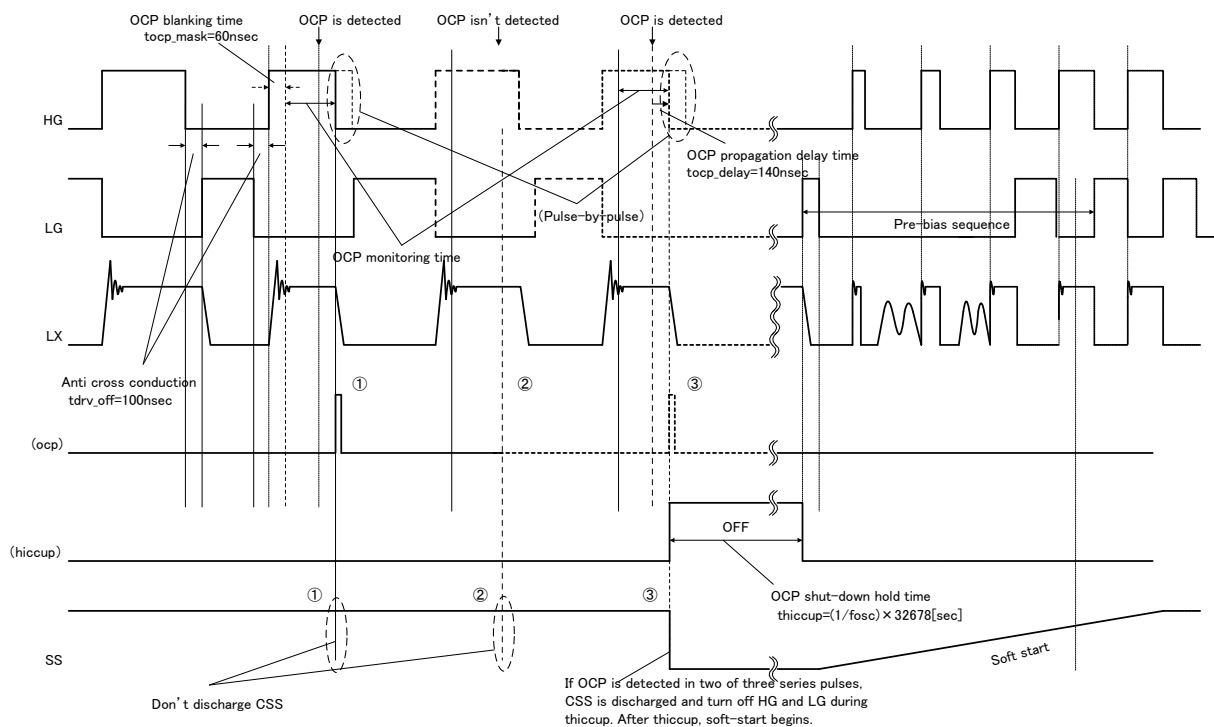 OCP blanking time
tocp_mask=60nsec
OCP is detected
OCP isn't detected
OCP is detected
HG
OCP propagation delay time
tocp_delay=140nsec
(Pulse-by-pulse)
LG
Pre-bias sequence
OCP monitoring time
LX
Anti cross conduction
tdrv_off=100nsec
①
②
③
(ocp)
OFF
(hiccup)
①
②
③
OCP shut-down hold time
thiccup=(1/fosc)×32678[sec]
SS
Soft start
Don't discharge CSS
If OCP is detected in two of three series pulses,
CSS is discharged and turn off HG and LG during
thiccup. After thiccup, soft-start begins.